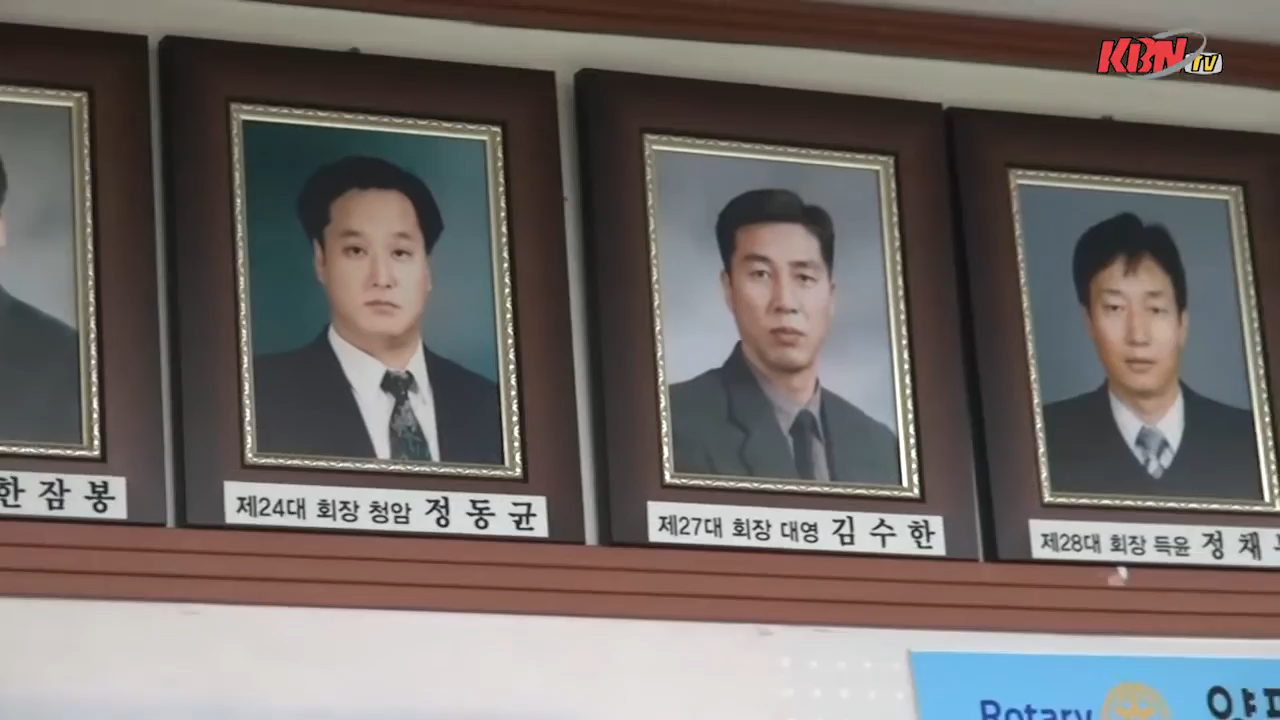 KBN TV
한잠봉
제24대 회장 청암 정동균
제27대 회장 대영 김수한
제28대 회장 득윤 정채
Rotary